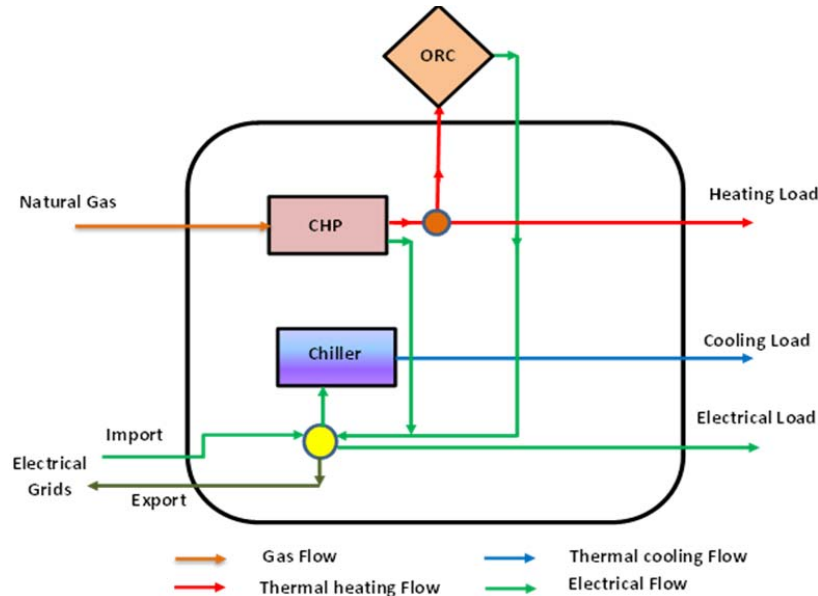 ORC
Natural Gas
CHP
Heating Load
Chiller
Cooling Load
Import
Electrical Load
Electrical
Grids
Export
Gas Flow
Thermal cooling Flow
Thermal heating Flow
Electrical Flow